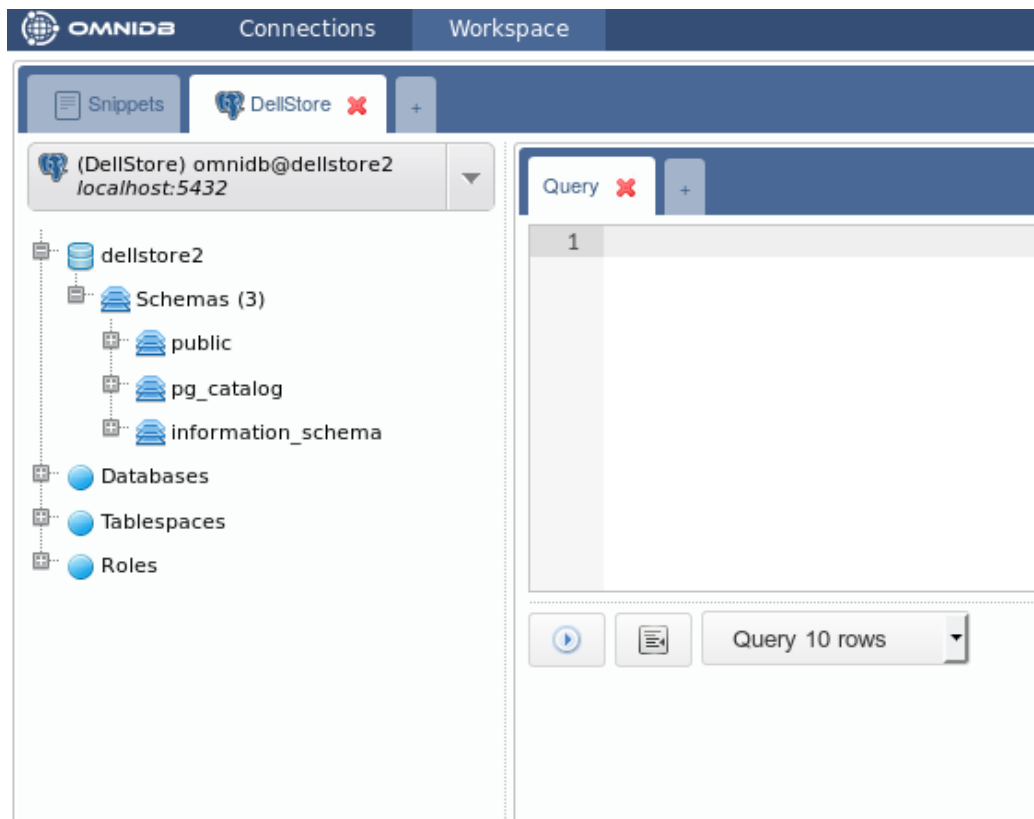 OMNIDB Connections Workspace
Snippets DellStore +
(DellStore) omnidb@dellstore2
localhost:5432
dellstore2
Schemas (3)
public
pg_catalog
information_schema
Databases
Tablespaces
Roles
Query +
1
Query 10 rows